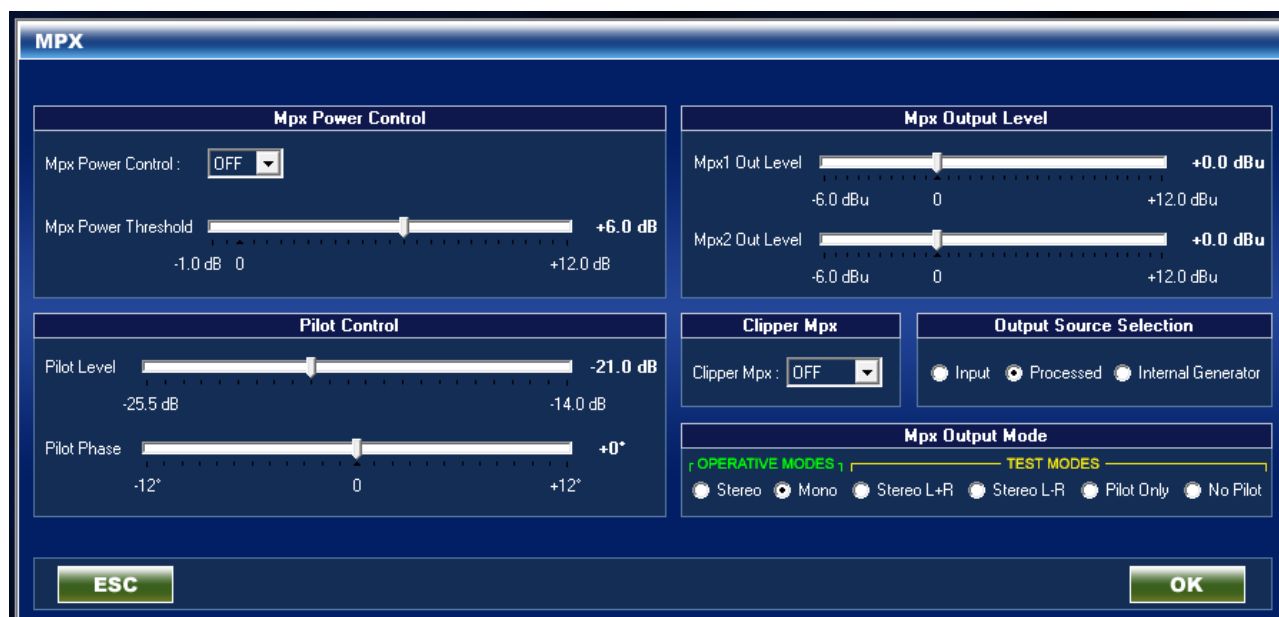 MPX
Mpx Power Control
Mpx Power Control : OFF
Mpx Power Threshold +6.0 dB
-1.0 dB 0 +12.0 dB
Mpx Output Level
Mpx1 Out Level +0.0 dBu
-6.0 dBu 0 +12.0 dBu
Mpx2 Out Level +0.0 dBu
-6.0 dBu 0 +12.0 dBu
Pilot Control
Pilot Level -21.0 dB
-25.5 dB -14.0 dB
Pilot Phase +0°
-12° 0 +12°
Clipper Mpx
Clipper Mpx : OFF
Output Source Selection
Input Processed Internal Generator
Mpx Output Mode
OPERATIVE MODES TEST MODES
Stereo Mono Stereo L+R Stereo L-R Pilot Only No Pilot
ESC OK